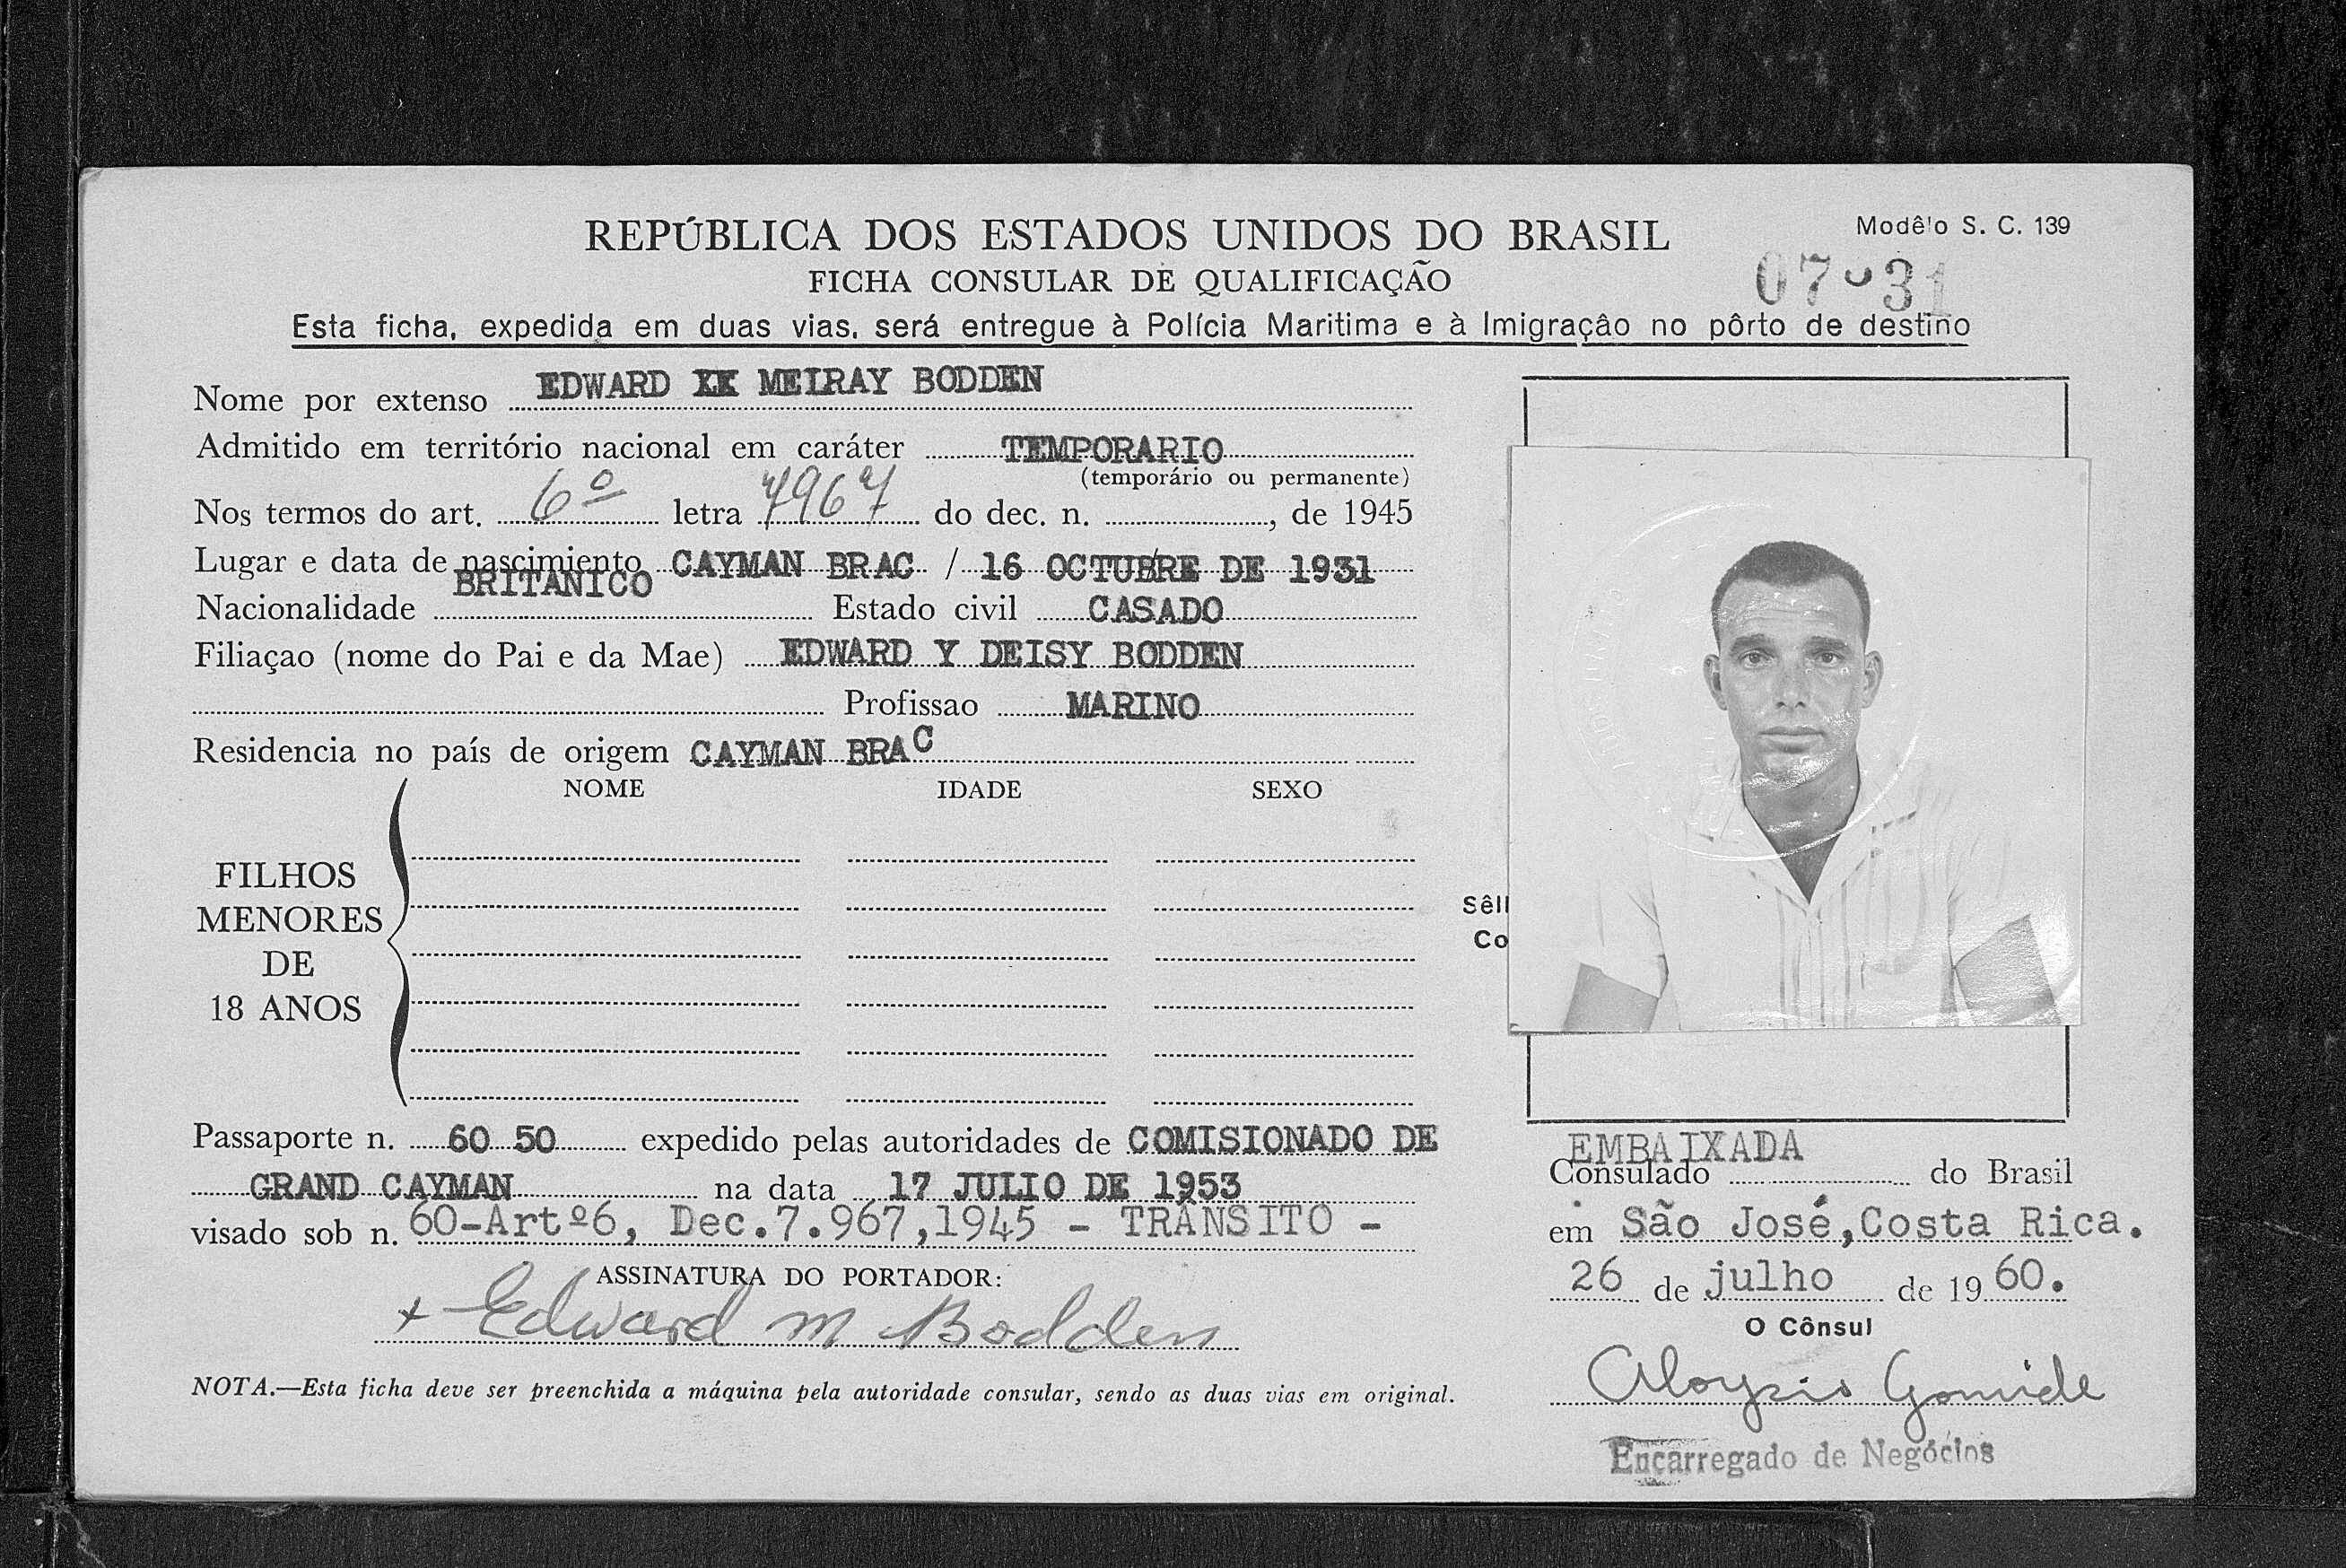 REPÚBLICA DOS ESTADOS UNIDOS DO BRASIL
Modêlo S. C. 139
FICHA CONSULAR DE QUALIFICAÇÃO
07-31
Esta ficha, expedida em duas vias, será entregue à Polícia Maritima e à Imigração no pôrto de destino
Nome por extenso EDWARD XX MEIRAY BODDEN
Admitido em território nacional em caráter TEMPORARIO
(temporário ou permanente)
Nos termos do art. 6º letra 7967 do dec. n. , de 1945
Lugar e data de nascimiento CAYMAN BRAC / 16 OCTUBRE DE 1931
Nacionalidade BRITANICO Estado civil CASADO
Filiaçao (nome do Pai e da Mae) EDWARD Y DEISY BODDEN
Profissao MARINO
Residencia no país de origem CAYMAN BRAC
NOME IDADE SEXO
FILHOS
MENORES
DE
18 ANOS
Sêll
Co
Passaporte n. 60 50 expedido pelas autoridades de COMISIONADO DE
GRAND CAYMAN na data 17 JULIO DE 1953
visado sob n. 60-Artº6, Dec.7.967,1945 - TRÂNSITO -
ASSINATURA DO PORTADOR:
+ Edward M Bodden
NOTA.—Esta ficha deve ser preenchida a máquina pela autoridade consular, sendo as duas vias em original.
EMBAIXADA
Consulado do Brasil
em São José,Costa Rica.
26 de julho de 19 60.
O Cônsul
Aloysio Gomide
Encarregado de Negócios